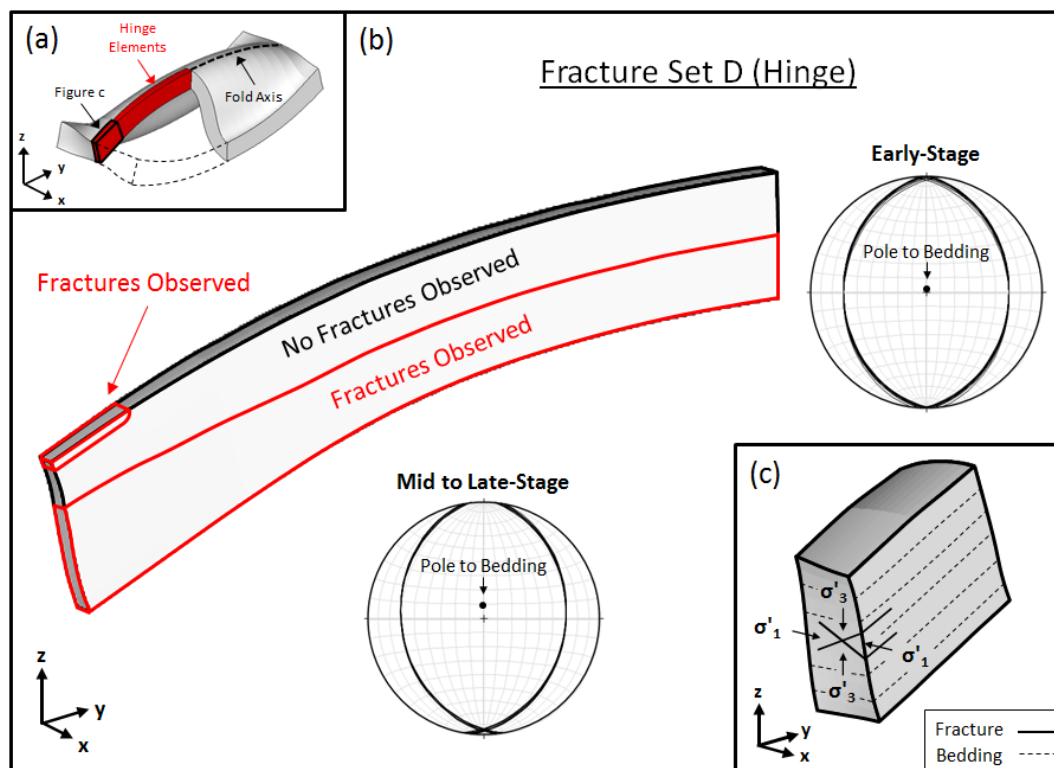 (a)
Hinge
Elements
Figure c
Fold Axis
z
y
x
(b)
Fracture Set D (Hinge)
Early-Stage
Pole to Bedding
Fractures Observed
No Fractures Observed
Fractures Observed
Mid to Late-Stage
Pole to Bedding
z
y
x
(c)
σ'3
σ'1
σ'1
σ'3
z
y
x
Fracture
Bedding